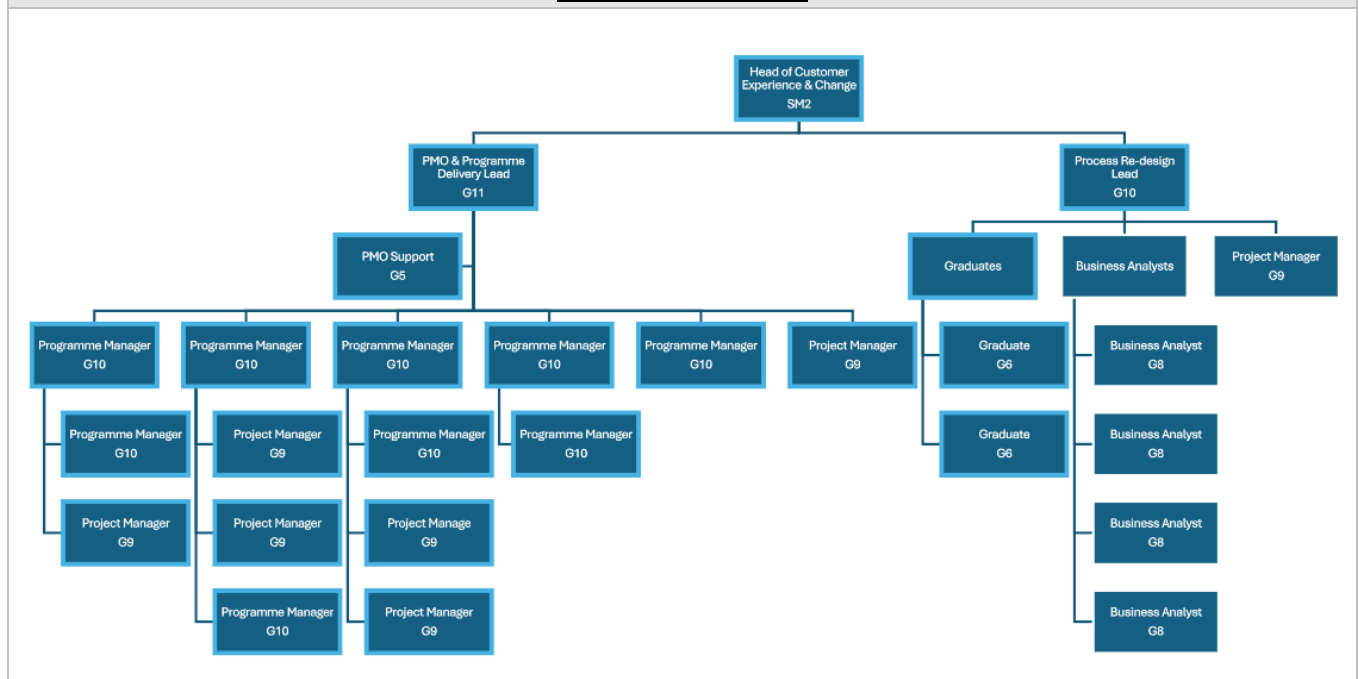 Head of Customer
Experience & Change
SM2
PMO & Programme
Delivery Lead
G11
Process Re-design
Lead
G10
PMO Support
G5
Graduates
Business Analysts
Project Manager
G9
Programme Manager
G10
Programme Manager
G10
Programme Manager
G10
Programme Manager
G10
Programme Manager
G10
Project Manager
G9
Graduate
G6
Business Analyst
G8
Programme Manager
G10
Project Manager
G9
Programme Manager
G10
Programme Manager
G10
Graduate
G6
Business Analyst
G8
Project Manager
G9
Project Manager
G9
Project Manage
G9
Business Analyst
G8
Programme Manager
G10
Project Manager
G9
Business Analyst
G8